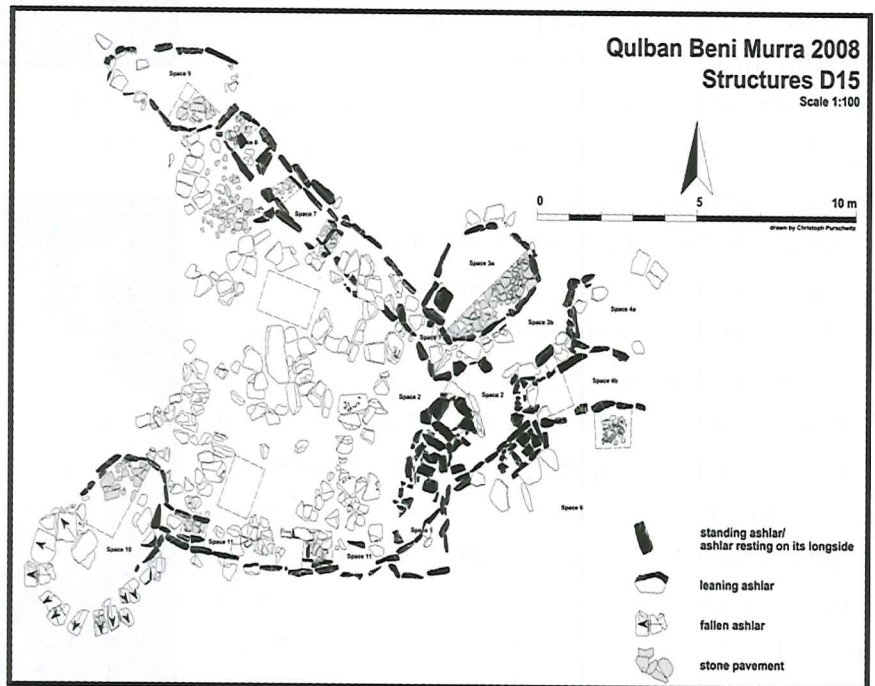 Qulban Beni Murra 2008
Structures D15
Scale 1:100
0 5 10 m
drawn by Christoph Purschwitz
Space 9
Space 7
Space 3a
Space 3b
Space 4a
Space 4b
Space 2
Space 2
Space 6
Space 10
Space 11
Space 11
standing ashlar/
ashlar resting on its longside
leaning ashlar
fallen ashlar
stone pavement